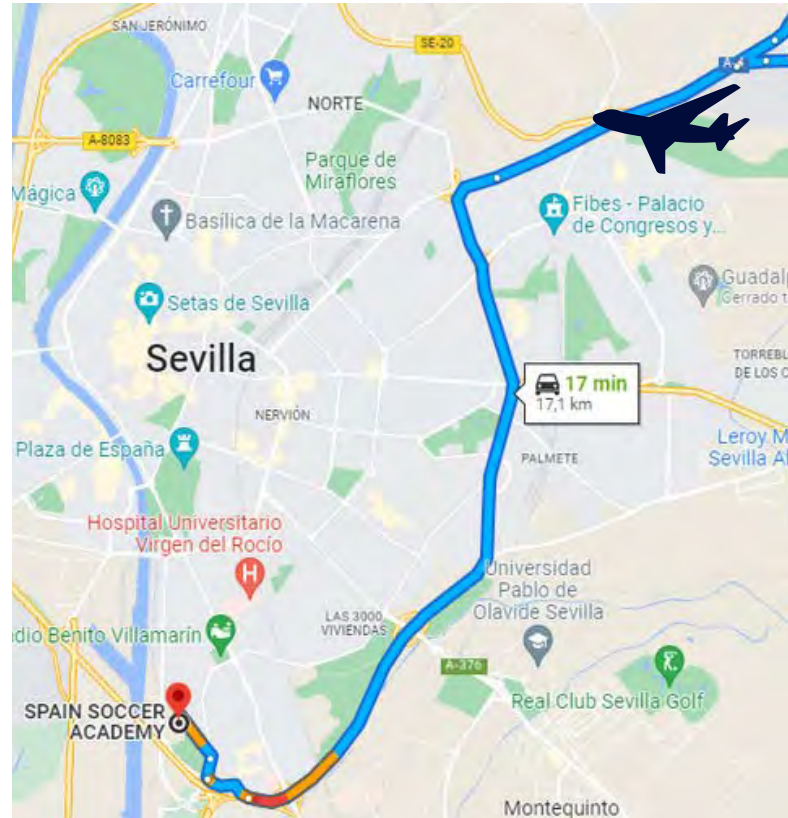 SAN JERÓNIMO
SE-20
A-4
Carrefour
NORTE
A-8083
Parque de
Miraflores
Mágica
Fibes - Palacio
de Congresos y...
Basílica de la Macarena
Guadalp
Cerrado t
Setas de Sevilla
Sevilla
TORREBL
DE LOS C
17 min
17,1 km
NERVIÓN
Plaza de España
PALMETE
Leroy M
Sevilla Al
Hospital Universitario
Virgen del Rocío
H
Universidad
Pablo de
Olavide Sevilla
LAS 3000
VIVIENDAS
dio Benito Villamarín
A-376
Real Club Sevilla Golf
SPAIN SOCCER
ACADEMY
Montequinto